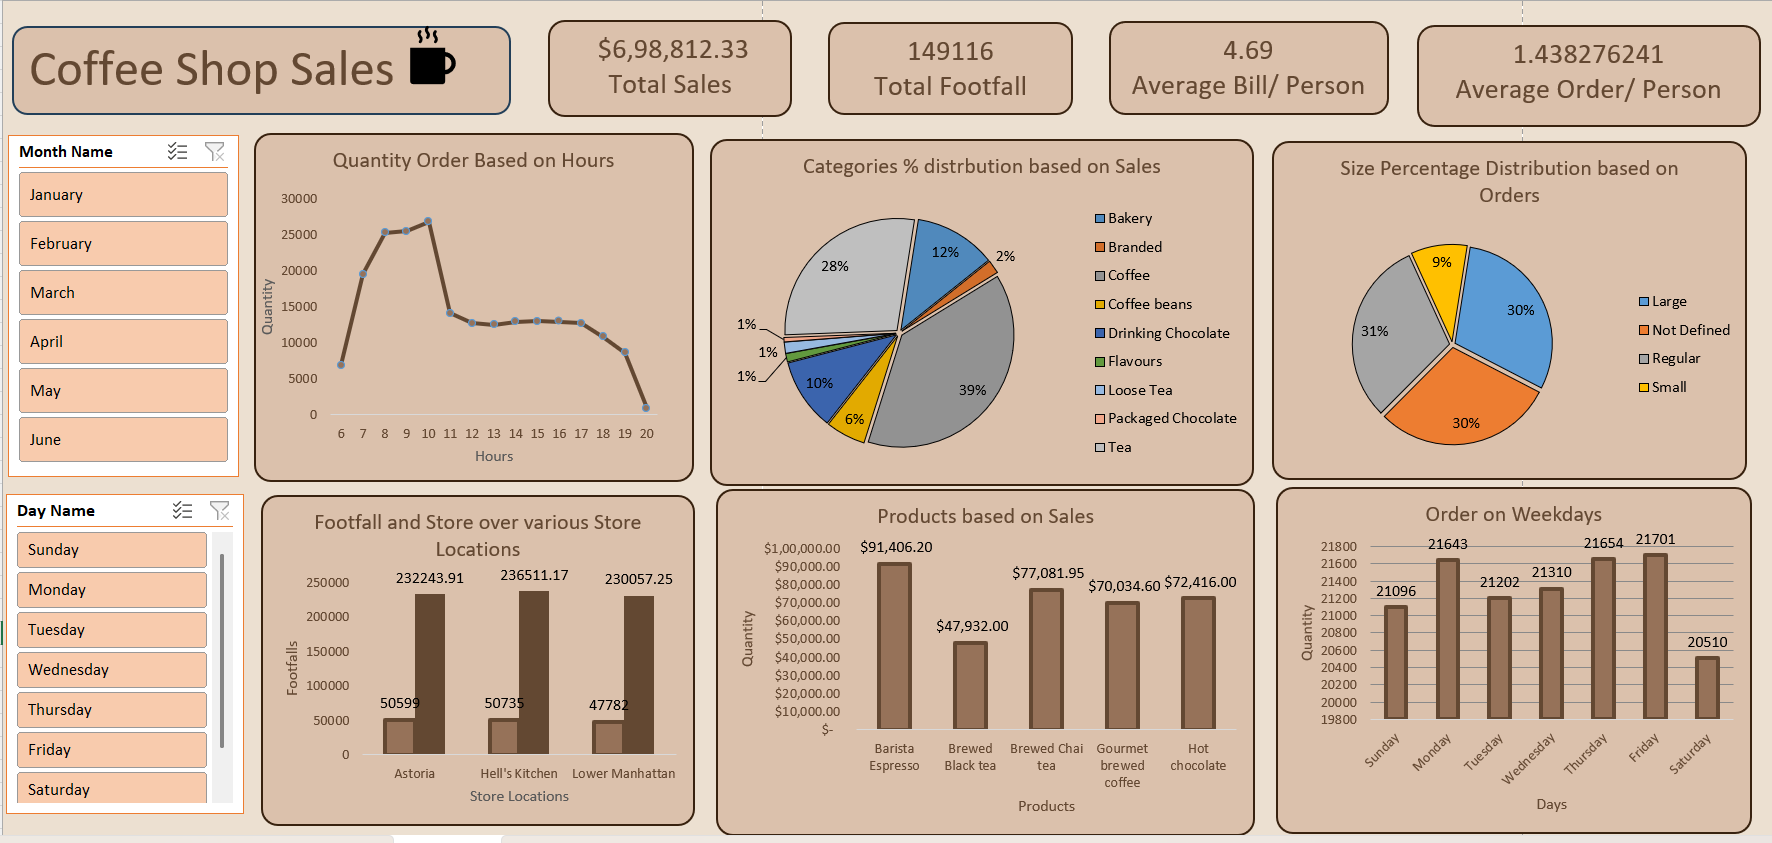 Coffee Shop Sales
$6,98,812.33
Total Sales
149116
Total Footfall
4.69
Average Bill/ Person
1.438276241
Average Order/ Person
Month Name
January
February
March
April
May
June
Day Name
Sunday
Monday
Tuesday
Wednesday
Thursday
Friday
Saturday
Quantity Order Based on Hours
Quantity
30000
25000
20000
15000
10000
5000
0
6 7 8 9 10 11 12 13 14 15 16 17 18 19 20
Hours
Categories % distrbution based on Sales
12%
2%
39%
6%
10%
1%
1%
1%
28%
Bakery
Branded
Coffee
Coffee beans
Drinking Chocolate
Flavours
Loose Tea
Packaged Chocolate
Tea
Size Percentage Distribution based on
Orders
9%
30%
31%
30%
Large
Not Defined
Regular
Small
Footfall and Store over various Store
Locations
Footfalls
250000
200000
150000
100000
50000
0
232243.91
236511.17
230057.25
50599
50735
47782
Astoria
Hell's Kitchen
Lower Manhattan
Store Locations
Products based on Sales
Quantity
$1,00,000.00
$90,000.00
$80,000.00
$70,000.00
$60,000.00
$50,000.00
$40,000.00
$30,000.00
$20,000.00
$10,000.00
$-
$91,406.20
$47,932.00
$77,081.95
$70,034.60
$72,416.00
Barista
Espresso
Brewed
Black tea
Brewed Chai
tea
Gourmet
brewed
coffee
Hot
chocolate
Products
Order on Weekdays
Quantity
21800
21600
21400
21200
21000
20800
20600
20400
20200
20000
19800
21096
21643
21202
21310
21654
21701
20510
Sunday
Monday
Tuesday
Wednesday
Thursday
Friday
Saturday
Days